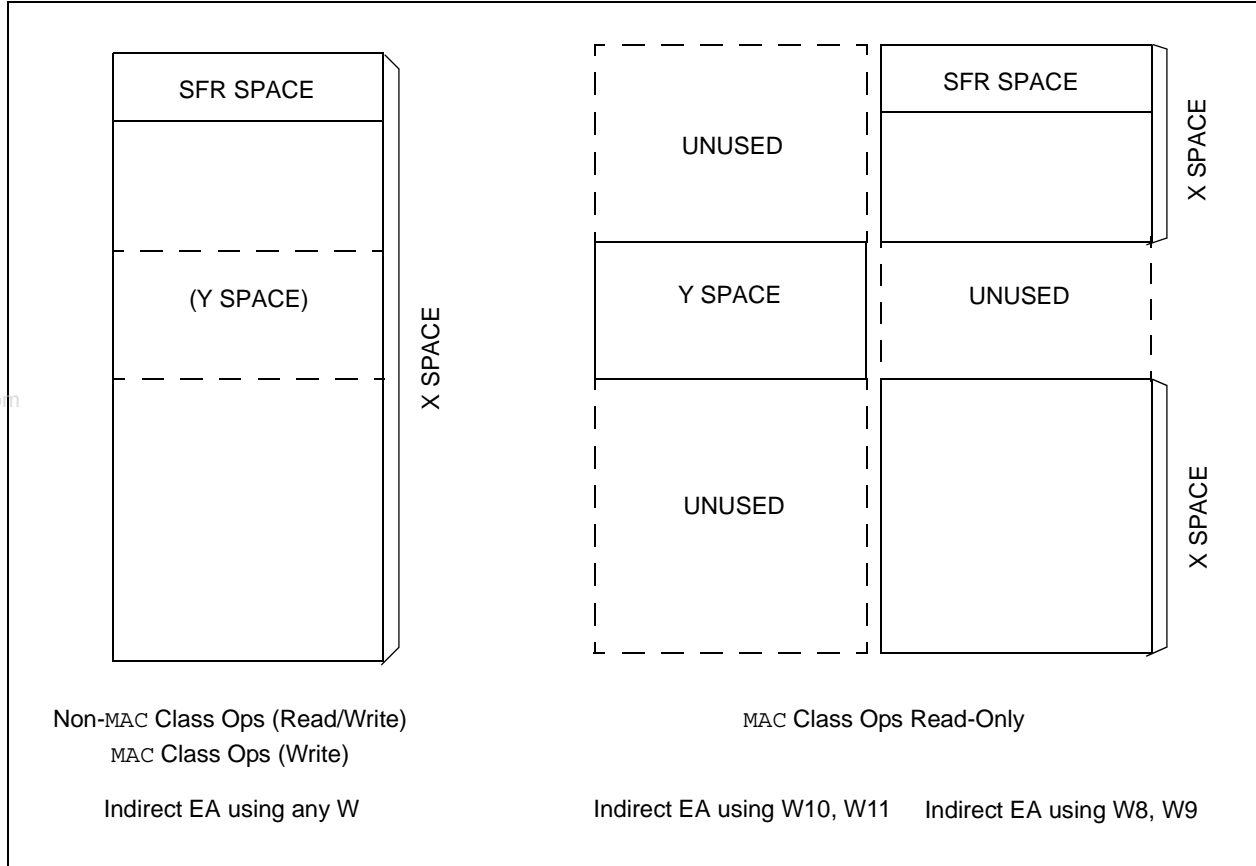 SFR SPACE
(Y SPACE)
X SPACE
Non-MAC Class Ops (Read/Write)
MAC Class Ops (Write)
Indirect EA using any W
UNUSED
Y SPACE
UNUSED
SFR SPACE
X SPACE
UNUSED
X SPACE
MAC Class Ops Read-Only
Indirect EA using W10, W11
Indirect EA using W8, W9